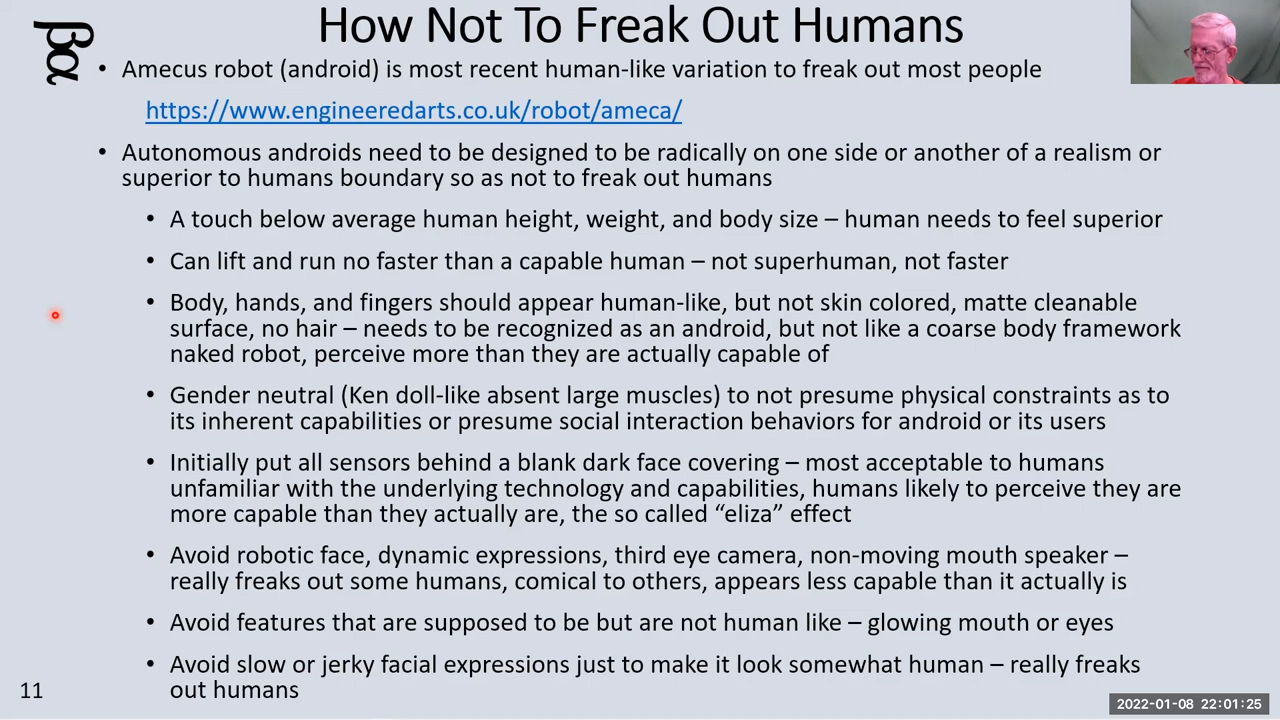 How Not To Freak Out Humans
βα
• Amecus robot (android) is most recent human-like variation to freak out most people
https://www.engineeredarts.co.uk/robot/ameca/
• Autonomous androids need to be designed to be radically on one side or another of a realism or
superior to humans boundary so as not to freak out humans
• A touch below average human height, weight, and body size – human needs to feel superior
• Can lift and run no faster than a capable human – not superhuman, not faster
• Body, hands, and fingers should appear human-like, but not skin colored, matte cleanable
surface, no hair – needs to be recognized as an android, but not like a coarse body framework
naked robot, perceive more than they are actually capable of
• Gender neutral (Ken doll-like absent large muscles) to not presume physical constraints as to
its inherent capabilities or presume social interaction behaviors for android or its users
• Initially put all sensors behind a blank dark face covering – most acceptable to humans
unfamiliar with the underlying technology and capabilities, humans likely to perceive they are
more capable than they actually are, the so called “eliza” effect
• Avoid robotic face, dynamic expressions, third eye camera, non-moving mouth speaker –
really freaks out some humans, comical to others, appears less capable than it actually is
• Avoid features that are supposed to be but are not human like – glowing mouth or eyes
• Avoid slow or jerky facial expressions just to make it look somewhat human – really freaks
out humans
11
2022-01-08 22:01:25